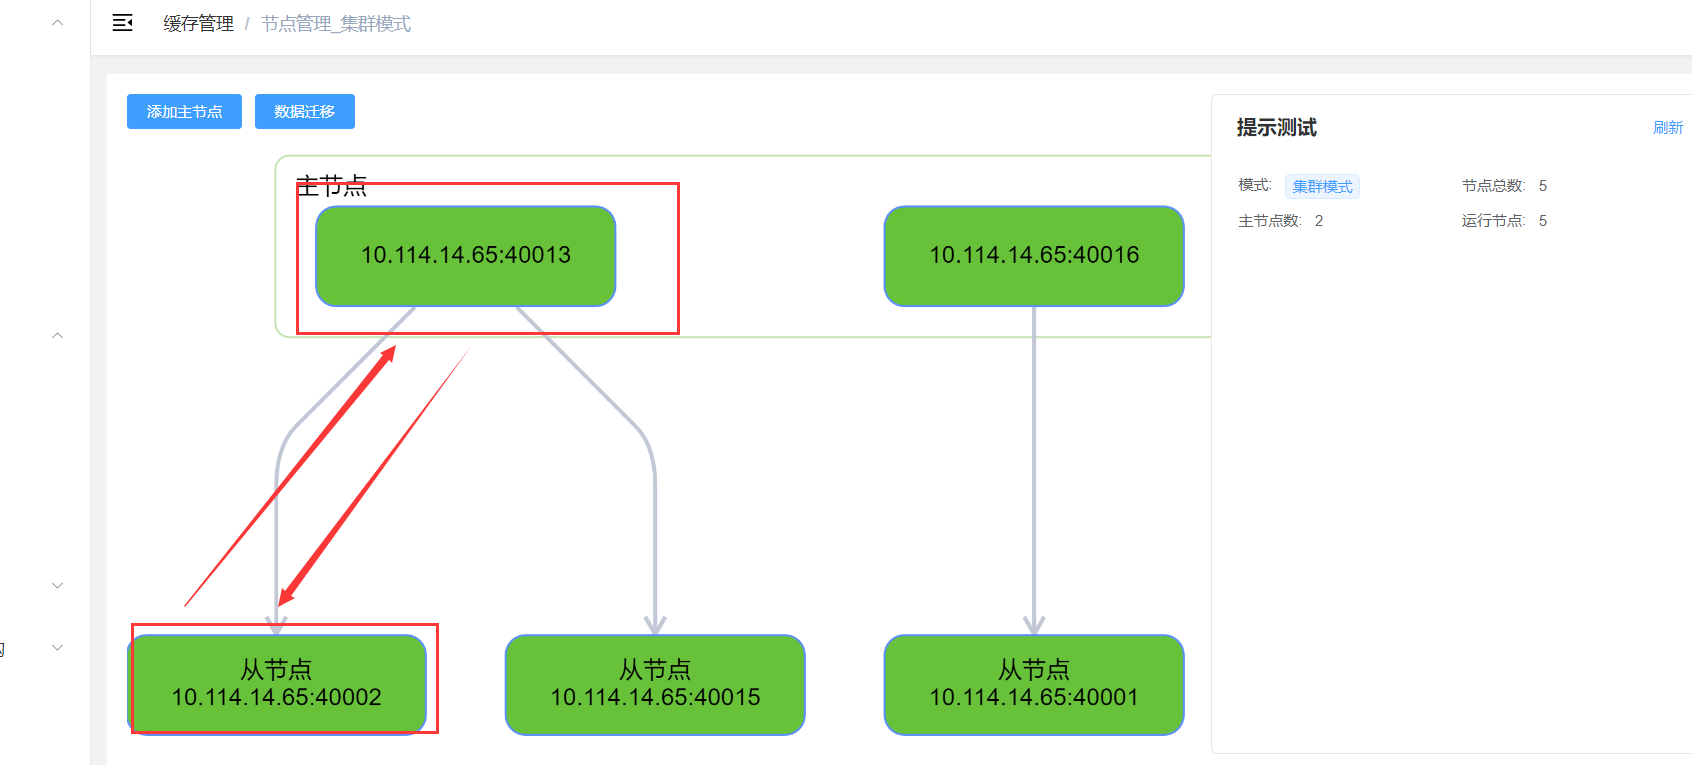 缓存管理 / 节点管理_集群模式
添加主节点
数据迁移
主节点
10.114.14.65:40013
10.114.14.65:40016
从节点
10.114.14.65:40002
从节点
10.114.14.65:40015
从节点
10.114.14.65:40001
提示测试
刷新
模式: 集群模式
节点总数: 5
主节点数: 2
运行节点: 5